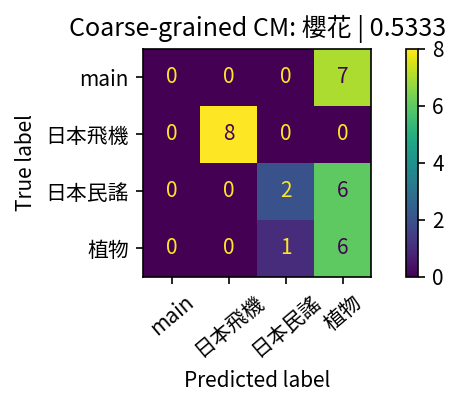 Coarse-grained CM: 櫻花 | 0.5333
True label
main 0 0 0 7
日本飛機 0 8 0 0
日本民謠 0 0 2 6
植物 0 0 1 6
main 日本飛機 日本民謠 植物
Predicted label
8
6
4
2
0